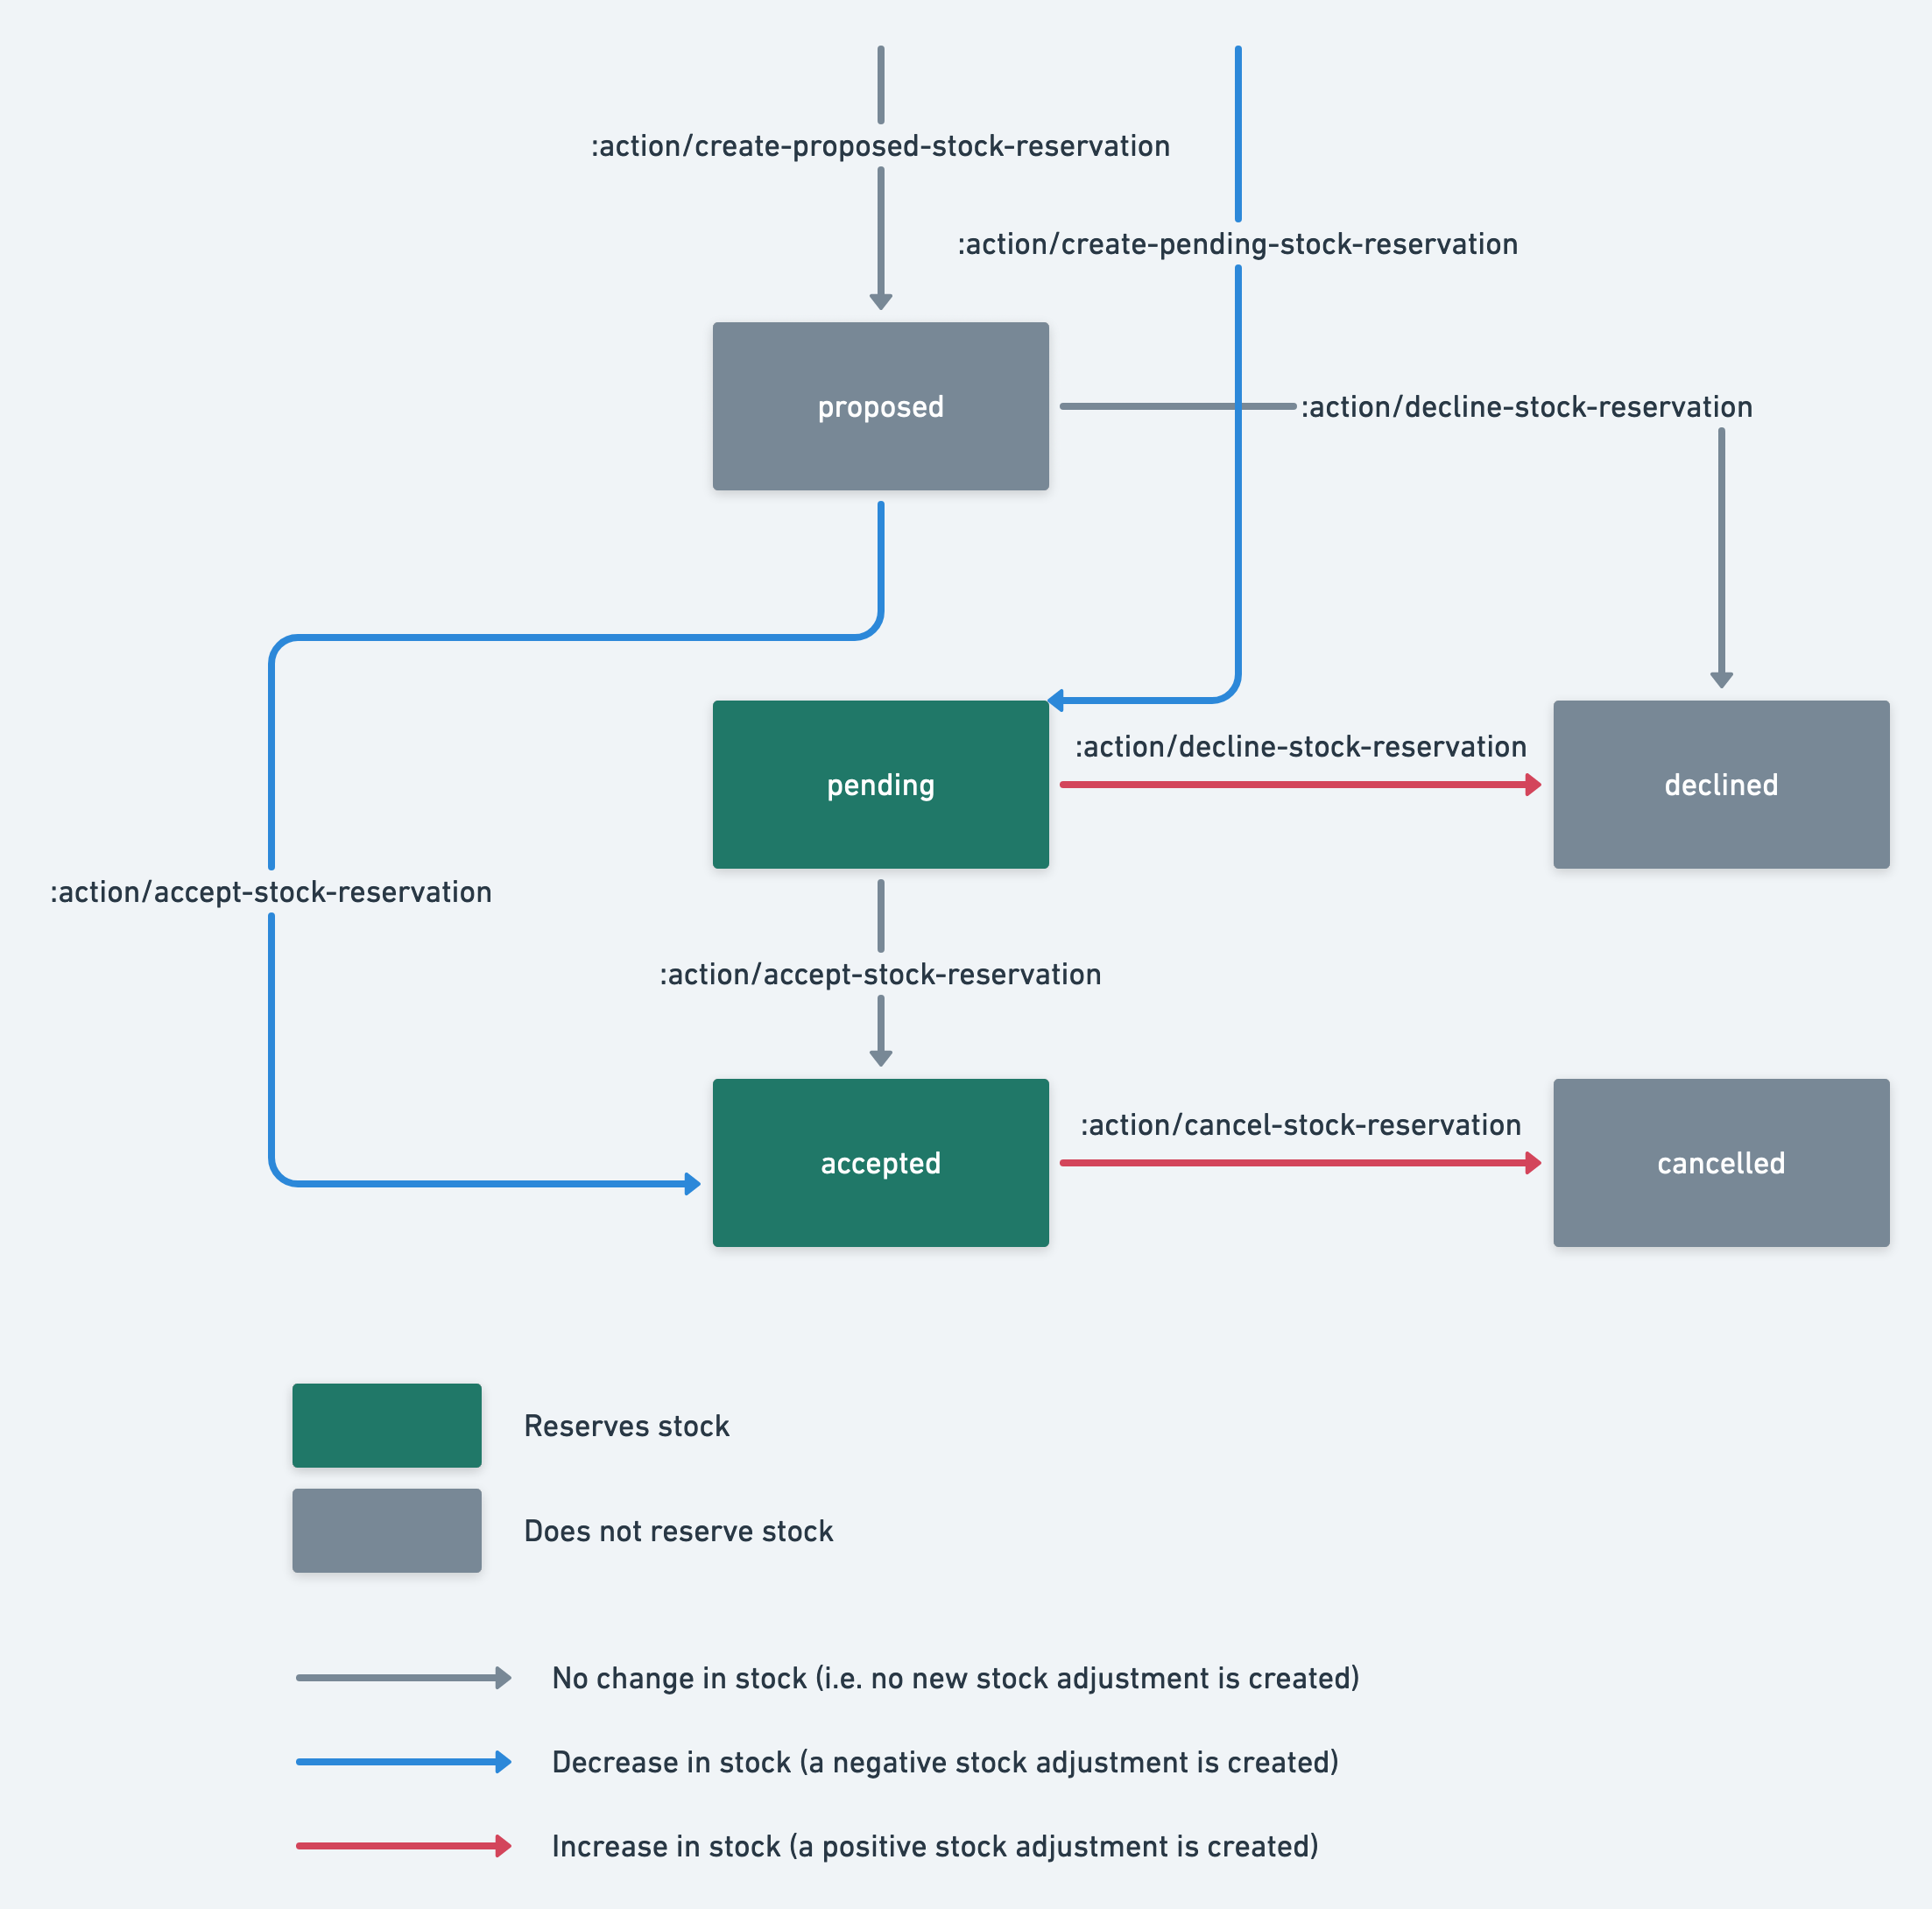 :action/create-proposed-stock-reservation
:action/create-pending-stock-reservation
proposed
:action/decline-stock-reservation
:action/decline-stock-reservation
pending
declined
:action/accept-stock-reservation
:action/accept-stock-reservation
:action/cancel-stock-reservation
accepted
cancelled
Reserves stock
Does not reserve stock
No change in stock (i.e. no new stock adjustment is created)
Decrease in stock (a negative stock adjustment is created)
Increase in stock (a positive stock adjustment is created)